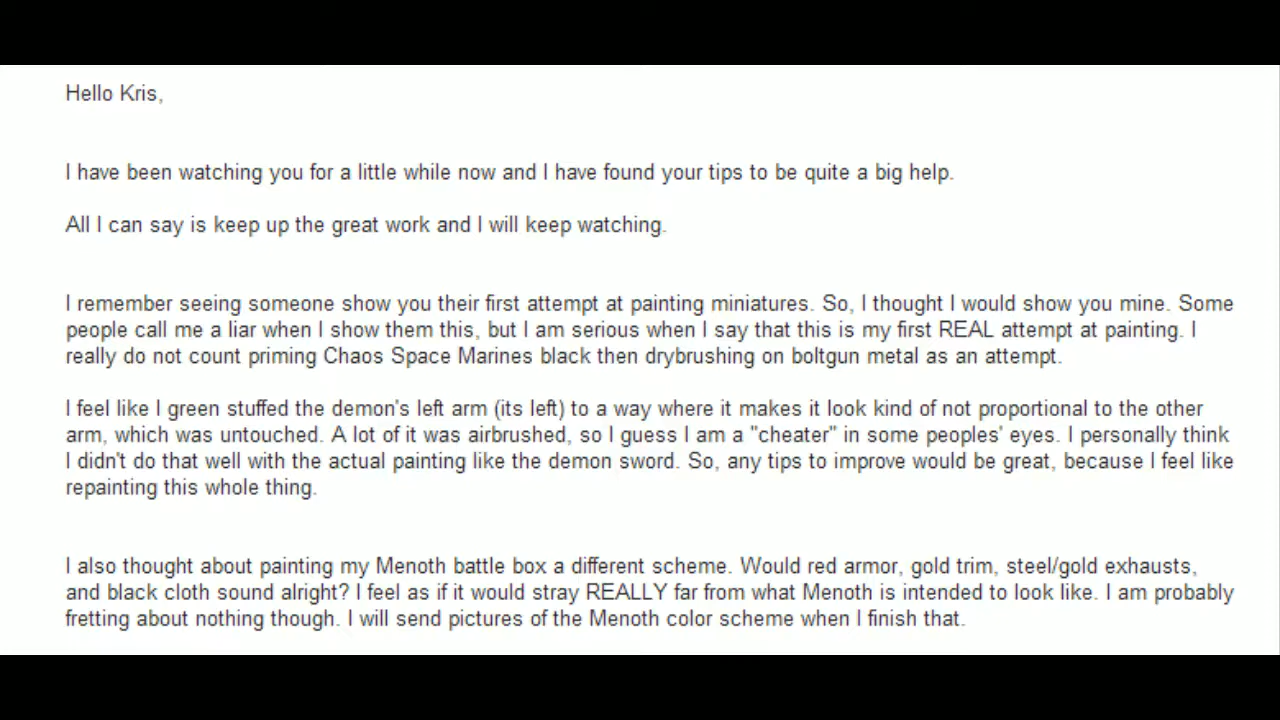 Hello Kris,
I have been watching you for a little while now and I have found your tips to be quite a big help.
All I can say is keep up the great work and I will keep watching.
I remember seeing someone show you their first attempt at painting miniatures. So, I thought I would show you mine. Some
people call me a liar when I show them this, but I am serious when I say that this is my first REAL attempt at painting. I
really do not count priming Chaos Space Marines black then drybrushing on boltgun metal as an attempt.
I feel like I green stuffed the demon's left arm (its left) to a way where it makes it look kind of not proportional to the other
arm, which was untouched. A lot of it was airbrushed, so I guess I am a "cheater" in some peoples' eyes. I personally think
I didn't do that well with the actual painting like the demon sword. So, any tips to improve would be great, because I feel like
repainting this whole thing.
I also thought about painting my Menoth battle box a different scheme. Would red armor, gold trim, steel/gold exhausts,
and black cloth sound alright? I feel as if it would stray REALLY far from what Menoth is intended to look like. I am probably
fretting about nothing though. I will send pictures of the Menoth color scheme when I finish that.